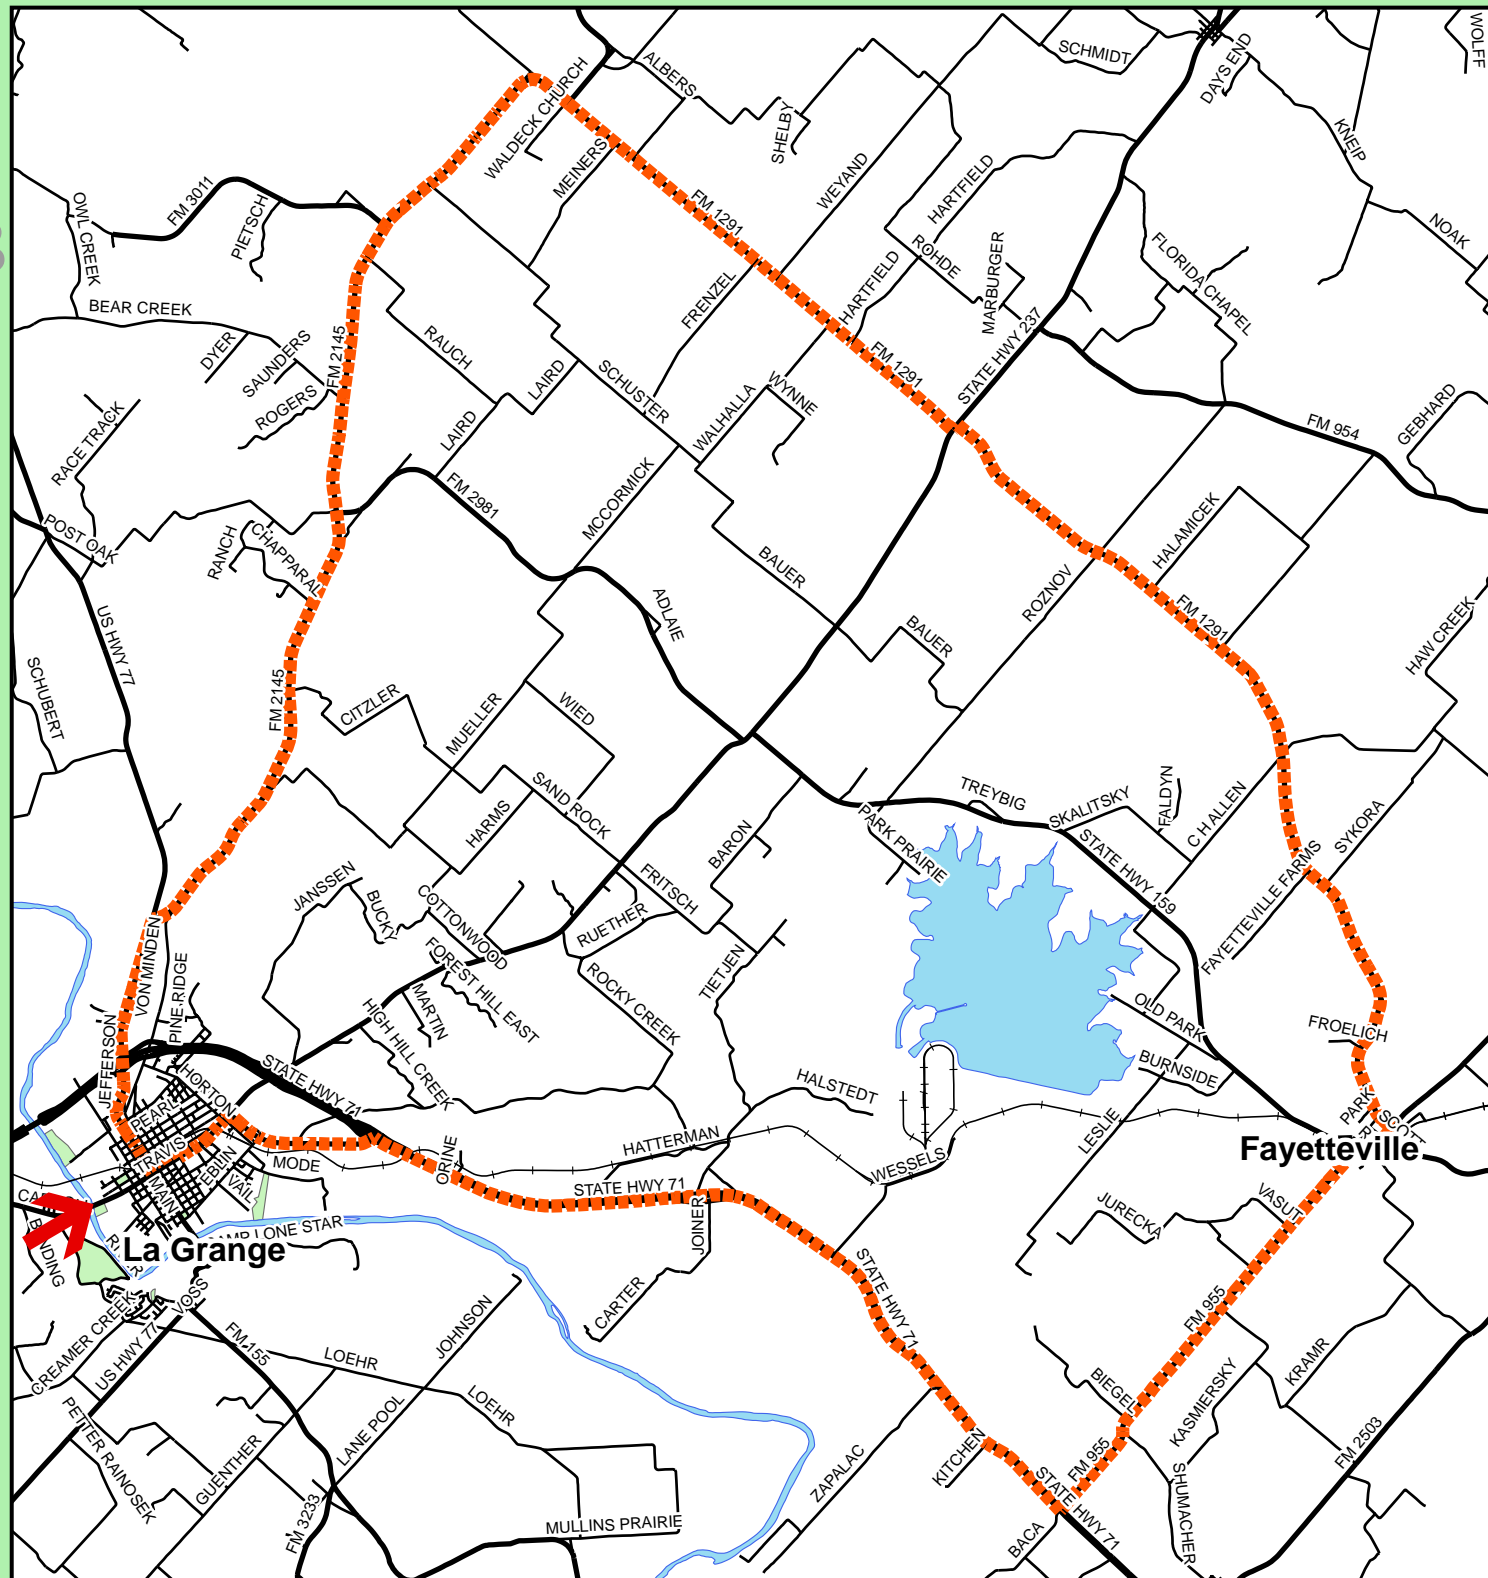 WOLFF
SCHMIDT
DAYS END
ALBERS
WALDECK CHURCH
SHELBY
KNEIP
MEINERS
WEYAND
HARTFIELD
OWL CREEK
FM 3011
PIETSCH
FM 1291
NOAK
ROHDE
MARBURGER
FLORIDA CHAPEL
HARTFIELD
FRENZEL
BEAR CREEK
DYER
SAUNDERS
FM 2145
RAUCH
STATE HWY 237
ROGERS
LAIRD
SCHUSTER
FM 1291
WYNNE
WALHALLA
GEBHARD
FM 954
RACE TRACK
LAIRD
FM 2981
MCCORMICK
HALAMICEK
POST OAK
RANCH
CHAPPARAL
BAUER
ROZNOV
ADLAIE
FM 1291
BAUER
HAW CREEK
US HWY 77
SCHUBERT
FM 2145
CITZLER
MUELLER
WIED
SAND ROCK
HARMS
TREYBIG
SKALITSKY
FALDYN
C H ALLEN
SYKORA
PARK PRAIRIE
BARON
STATE HWY 159
FAYETTEVILLE FARMS
JANSSEN
BUCKY
COTTONWOOD
FRITSCH
RUETHER
VON MINDEN
PINE RIDGE
FOREST HILL EAST
MARTIN
ROCKY CREEK
TIETJEN
HIGH HILL CREEK
OLD PARK
FROELICH
JEFFERSON
STATE HWY 71
HORTON
PEARL
BURNSIDE
HALSTEDT
LESLIE
PARK
SCOTT
Fayetteville
TRAVIS
MODE
ORINE
HATTERMAN
WESSELS
EBLIN
VAIL
MAIN
STATE HWY 71
VASUT
JURECKA
JOINER
CAMP LONE STAR
La Grange
VOSS
CREAMER CREEK
US HWY 77
FM 155
CARTER
STATE HWY 71
FM 955
JOHNSON
LOEHR
KRAMR
BIEGEL
KASMIERSKY
PETTER RAINOSEK
LANE POOL
LOEHR
GUENTHER
FM 955
FM 2503
KITCHEN
ZAPALAC
STATE HWY 71
SHUMACHER
FM 3233
MULLINS PRAIRIE
BACA